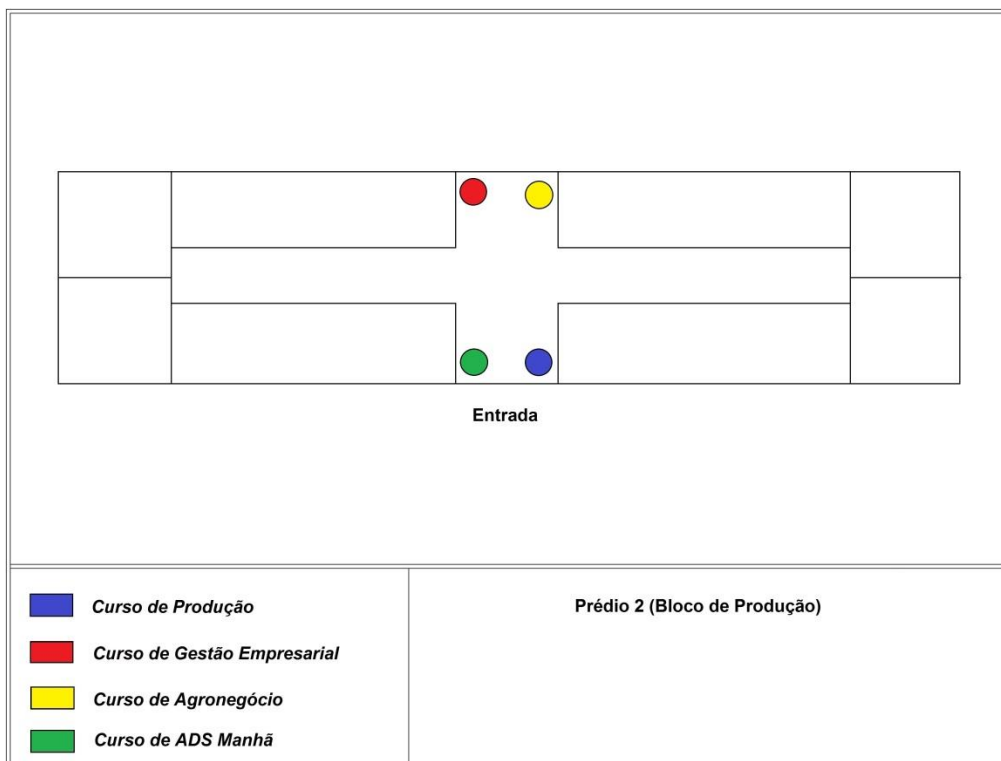 Entrada
Curso de Produção
Curso de Gestão Empresarial
Curso de Agronegócio
Curso de ADS Manhã
Prédio 2 (Bloco de Produção)